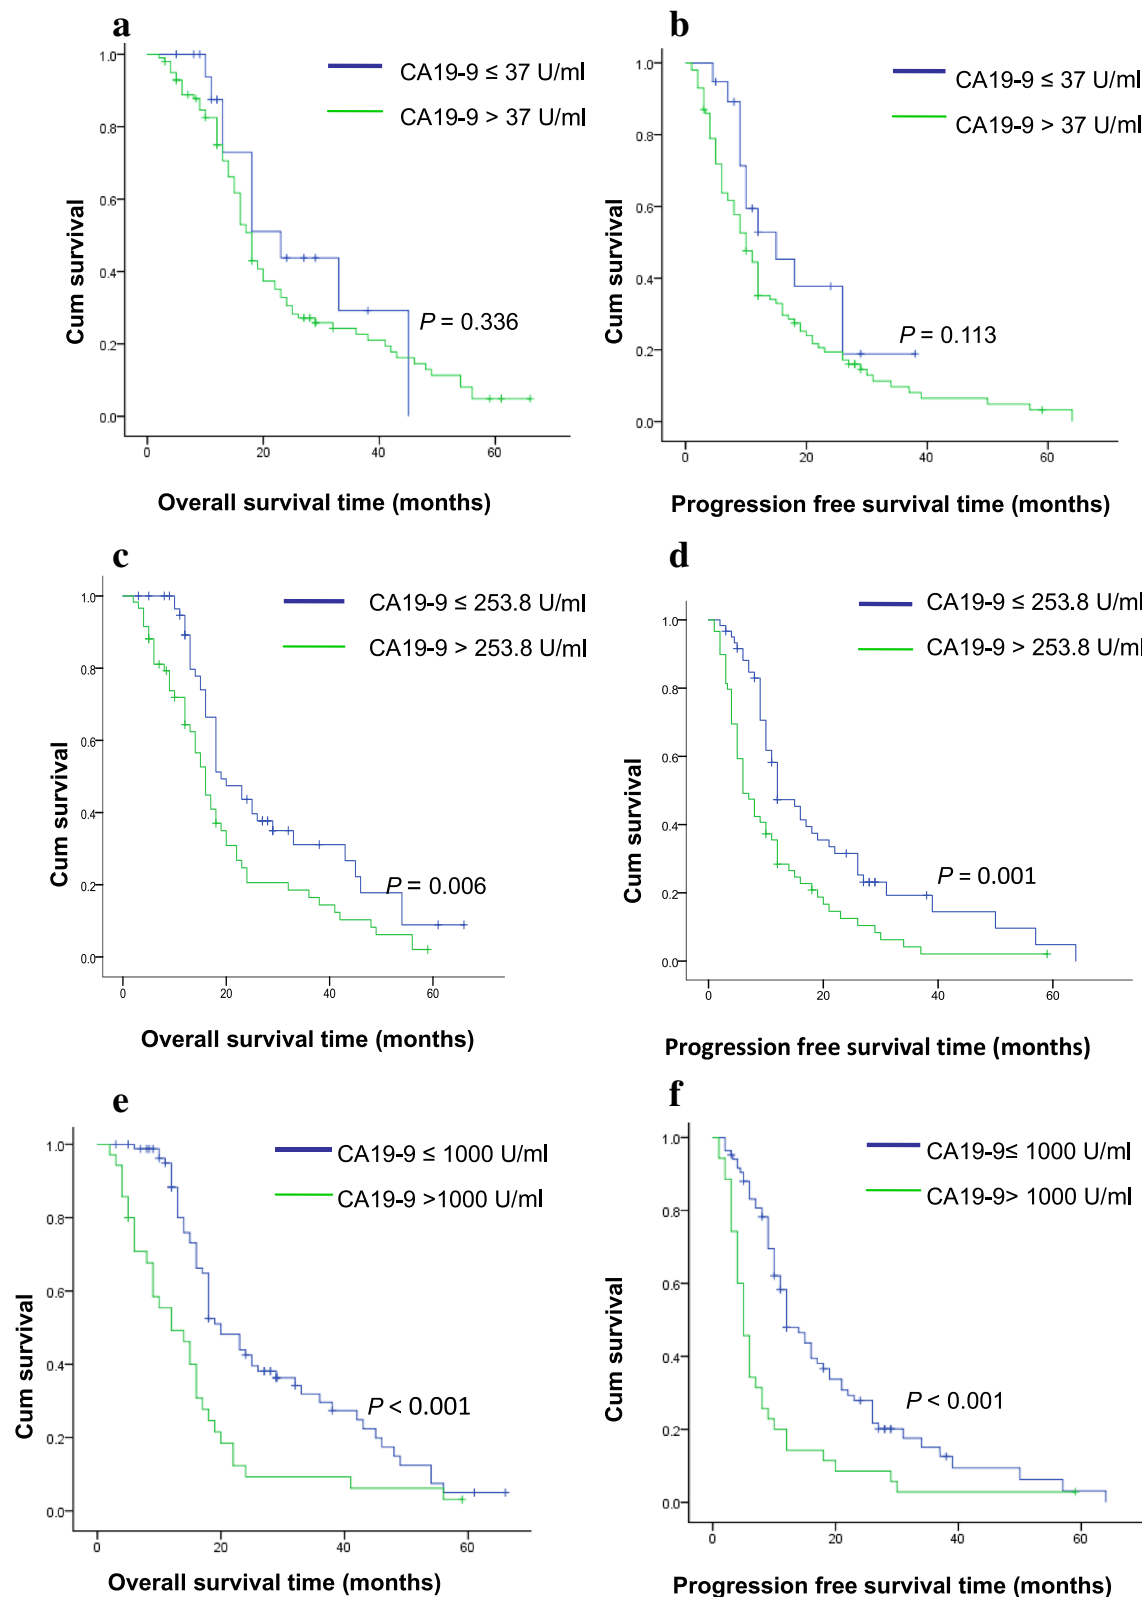 a
CA19-9 ≤ 37 U/ml
CA19-9 > 37 U/ml
Cum survival
1.0
0.8
0.6
0.4
0.2
0.0
P = 0.336
0 20 40 60
Overall survival time (months)
b
CA19-9 ≤ 37 U/ml
CA19-9 > 37 U/ml
Cum survival
1.0
0.8
0.6
0.4
0.2
0.0
P = 0.113
0 20 40 60
Progression free survival time (months)
c
CA19-9 ≤ 253.8 U/ml
CA19-9 > 253.8 U/ml
Cum survival
1.0
0.8
0.6
0.4
0.2
0.0
P = 0.006
0 20 40 60
Overall survival time (months)
d
CA19-9 ≤ 253.8 U/ml
CA19-9 > 253.8 U/ml
Cum survival
1.0
0.8
0.6
0.4
0.2
0.0
P = 0.001
0 20 40 60
Progression free survival time (months)
e
CA19-9 ≤ 1000 U/ml
CA19-9 >1000 U/ml
Cum survival
1.0
0.8
0.6
0.4
0.2
0.0
P < 0.001
0 20 40 60
Overall survival time (months)
f
CA19-9≤ 1000 U/ml
CA19-9> 1000 U/ml
Cum survival
1.0
0.8
0.6
0.4
0.2
0.0
P < 0.001
0 20 40 60
Progression free survival time (months)